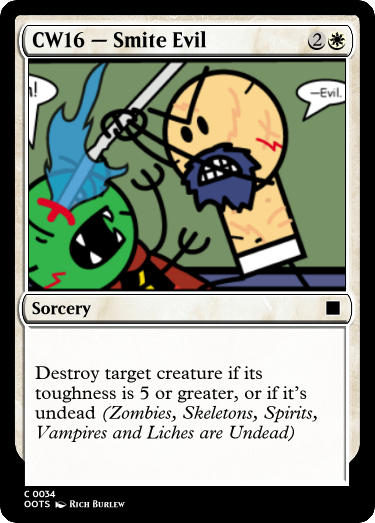 CW16 — Smite Evil 2
—Evil.
Sorcery
Destroy target creature if its
toughness is 5 or greater, or if it's
undead (Zombies, Skeletons, Spirits,
Vampires and Liches are Undead)
C 0034
OOTS Rich Burlew